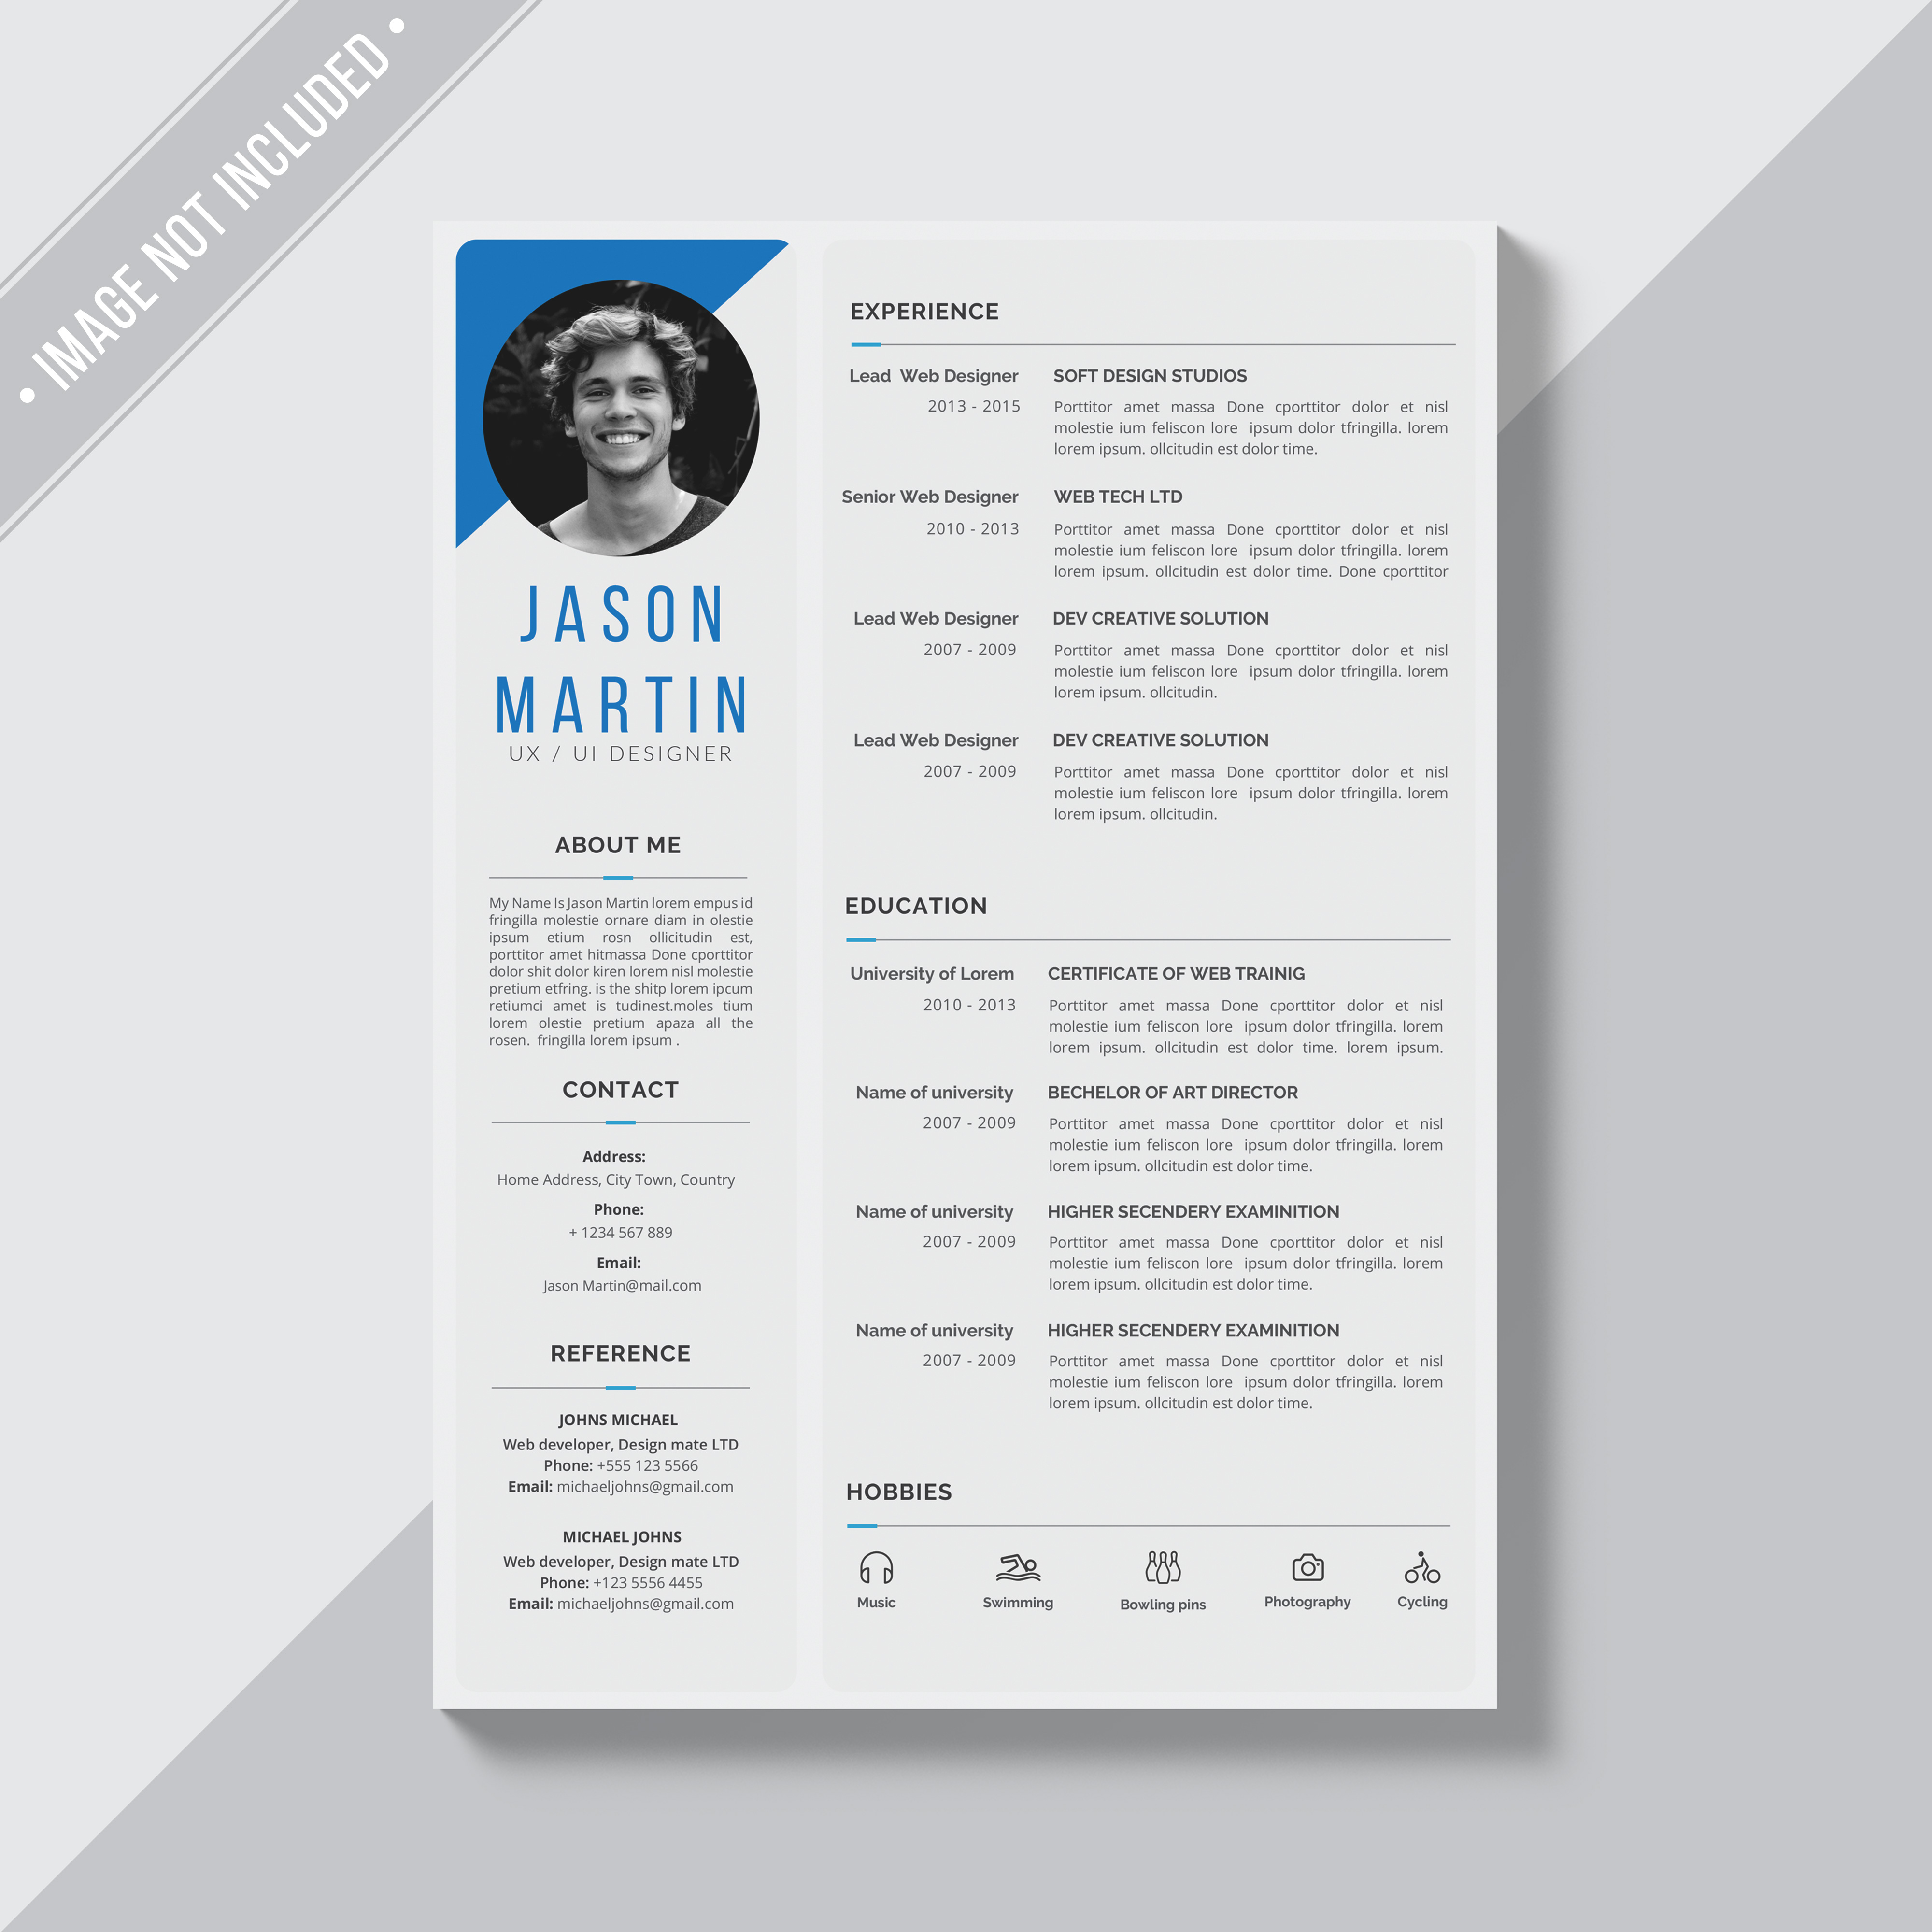 • IMAGE NOT INCLUDED •
JASON
MARTIN
UX / UI DESIGNER
ABOUT ME
My Name Is Jason Martin lorem empus id
fringilla molestie ornare diam in olestie
ipsum etium rosn ollicitudin est,
porttitor amet hitmassa Done cporttitor
dolor shit dolor kiren lorem nisl molestie
pretium etfring. is the shitp lorem ipcum
retiumci amet is tudinest.moles tium
lorem olestie pretium apaza all the
rosen. fringilla lorem ipsum .
CONTACT
Address:
Home Address, City Town, Country
Phone:
+ 1234 567 889
Email:
Jason Martin@mail.com
REFERENCE
JOHNS MICHAEL
Web developer, Design mate LTD
Phone: +555 123 5566
Email: michaeljohns@gmail.com
MICHAEL JOHNS
Web developer, Design mate LTD
Phone: +123 5556 4455
Email: michaeljohns@gmail.com
EXPERIENCE
Lead Web Designer
2013 - 2015
SOFT DESIGN STUDIOS
Porttitor amet massa Done cporttitor dolor et nisl
molestie ium feliscon lore ipsum dolor tfringilla. lorem
lorem ipsum. ollcitudin est dolor time.
Senior Web Designer
2010 - 2013
WEB TECH LTD
Porttitor amet massa Done cporttitor dolor et nisl
molestie ium feliscon lore ipsum dolor tfringilla. lorem
lorem ipsum. ollcitudin est dolor time. Done cporttitor
Lead Web Designer
2007 - 2009
DEV CREATIVE SOLUTION
Porttitor amet massa Done cporttitor dolor et nisl
molestie ium feliscon lore ipsum dolor tfringilla. lorem
lorem ipsum. ollcitudin.
Lead Web Designer
2007 - 2009
DEV CREATIVE SOLUTION
Porttitor amet massa Done cporttitor dolor et nisl
molestie ium feliscon lore ipsum dolor tfringilla. lorem
lorem ipsum. ollcitudin.
EDUCATION
University of Lorem
2010 - 2013
CERTIFICATE OF WEB TRAINIG
Porttitor amet massa Done cporttitor dolor et nisl
molestie ium feliscon lore ipsum dolor tfringilla. lorem
lorem ipsum. ollcitudin est dolor time. lorem ipsum.
Name of university
2007 - 2009
BECHELOR OF ART DIRECTOR
Porttitor amet massa Done cporttitor dolor et nisl
molestie ium feliscon lore ipsum dolor tfringilla. lorem
lorem ipsum. ollcitudin est dolor time.
Name of university
2007 - 2009
HIGHER SECENDERY EXAMINITION
Porttitor amet massa Done cporttitor dolor et nisl
molestie ium feliscon lore ipsum dolor tfringilla. lorem
lorem ipsum. ollcitudin est dolor time.
Name of university
2007 - 2009
HIGHER SECENDERY EXAMINITION
Porttitor amet massa Done cporttitor dolor et nisl
molestie ium feliscon lore ipsum dolor tfringilla. lorem
lorem ipsum. ollcitudin est dolor time.
HOBBIES
Music
Swimming
Bowling pins
Photography
Cycling